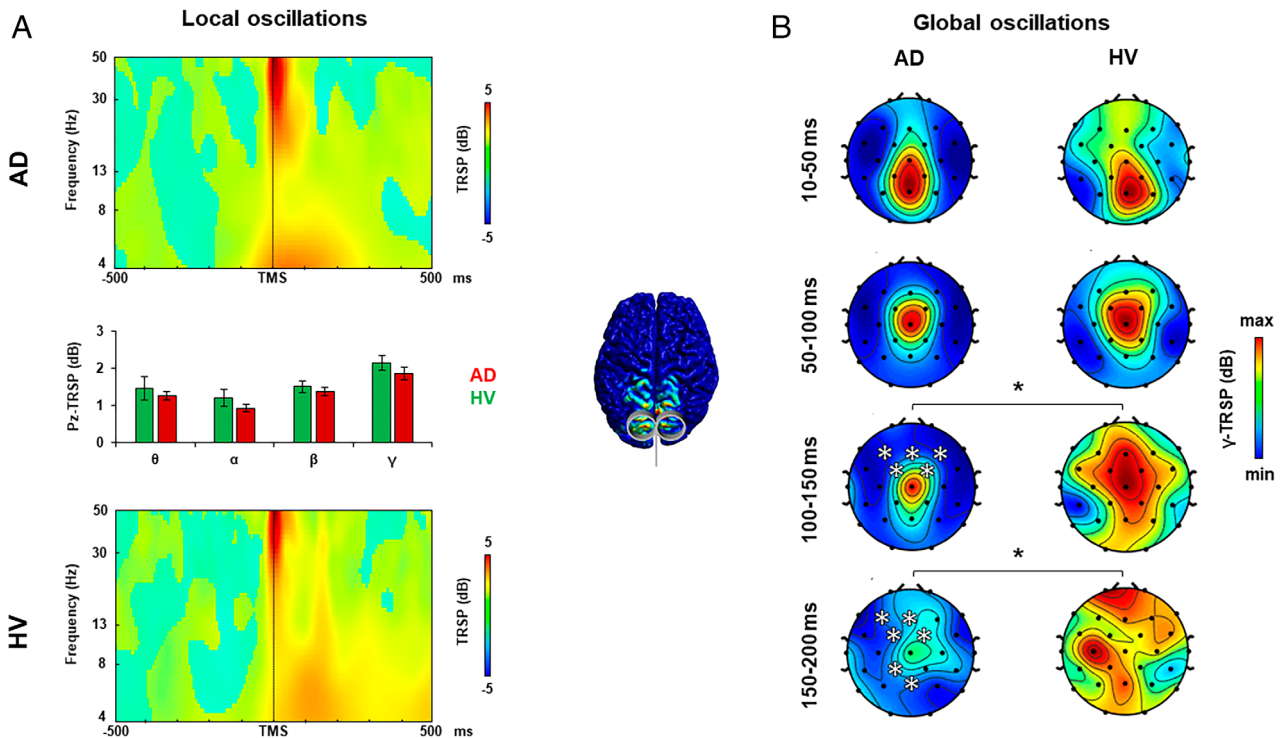 A
Local oscillations
AD
Frequency (Hz)
50
30
13
8
4
-500
TMS
500
ms
5
TRSP (dB)
-5
Pz-TRSP (dB)
3
2
1
0
θ
α
β
γ
AD
HV
HV
Frequency (Hz)
50
30
13
8
4
-500
TMS
500
ms
5
TRSP (dB)
-5
B
Global oscillations
AD
HV
10-50 ms
50-100 ms
*
100-150 ms
* * *
* *
*
150-200 ms
* *
* *
*
*
max
γ-TRSP (dB)
min